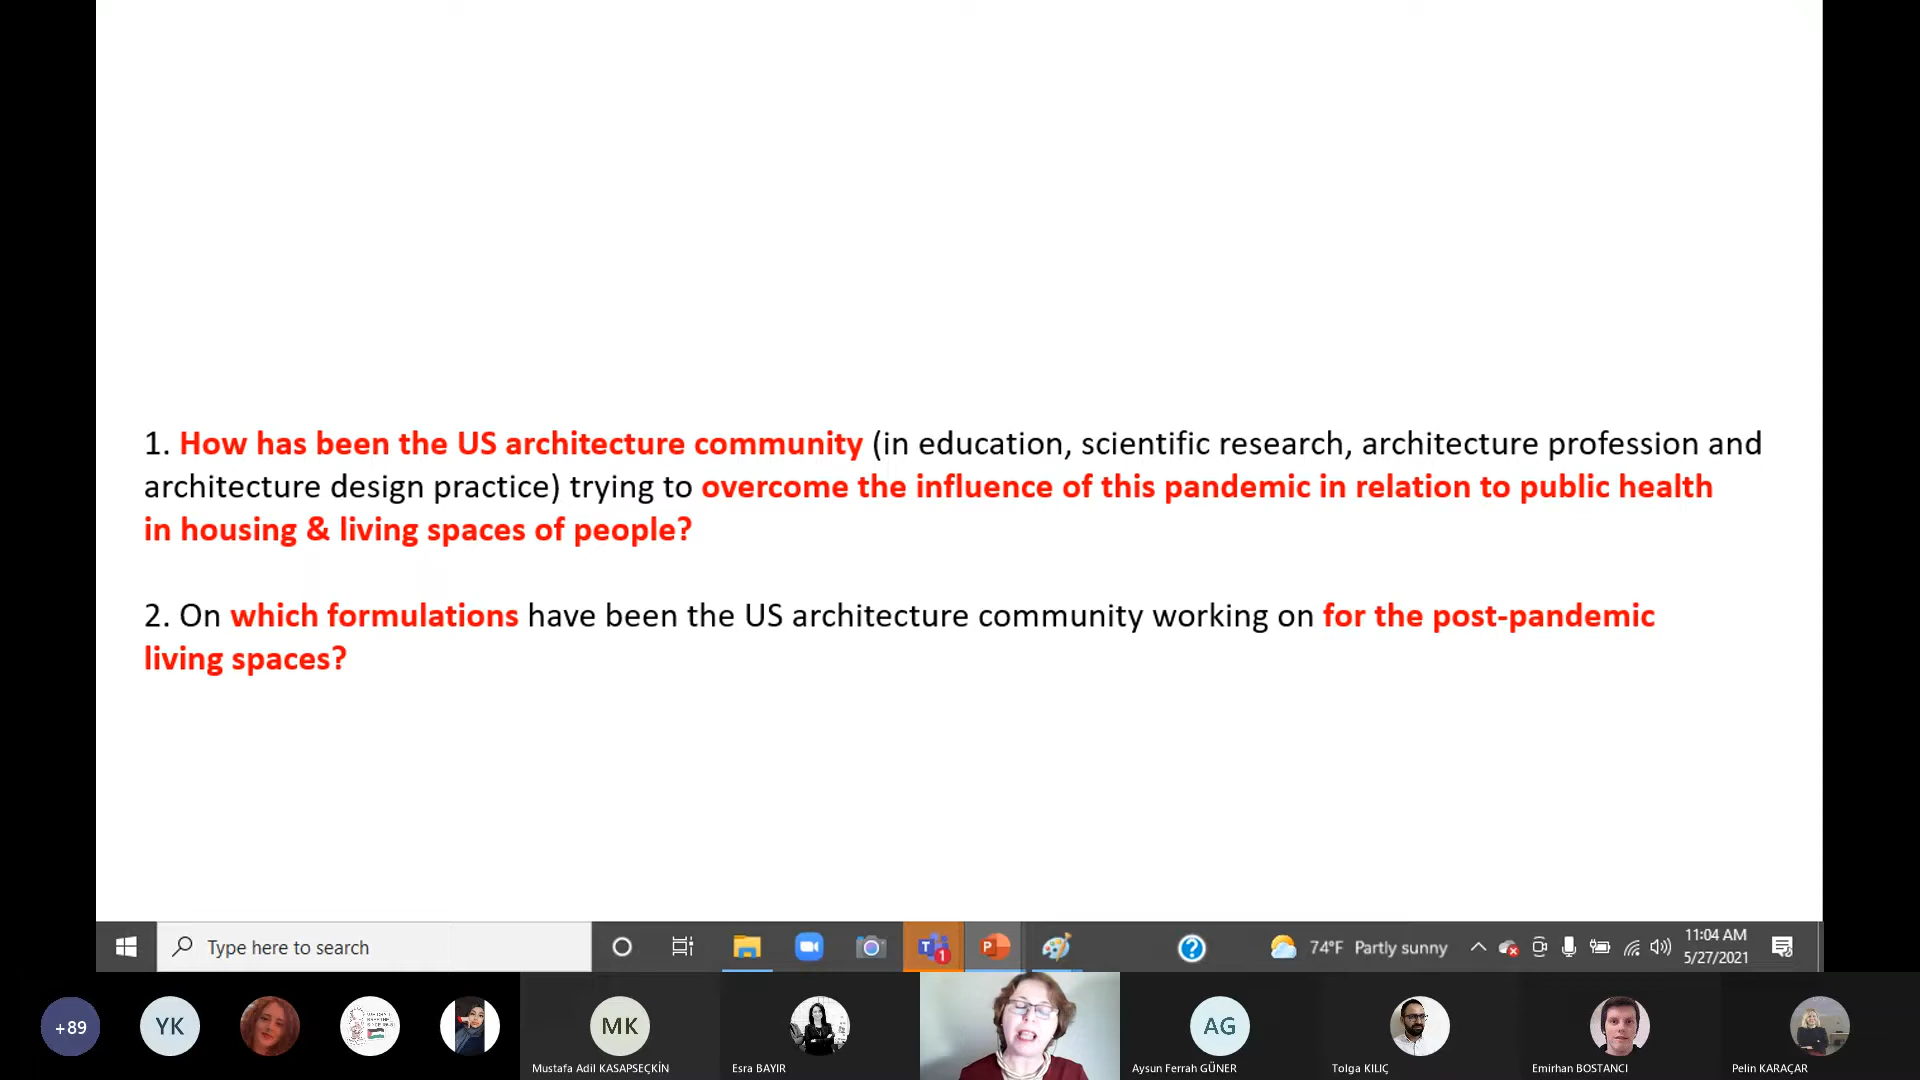 1. How has been the US architecture community (in education, scientific research, architecture profession and
architecture design practice) trying to overcome the influence of this pandemic in relation to public health
in housing & living spaces of people?
2. On which formulations have been the US architecture community working on for the post-pandemic
living spaces?
Type here to search
T
1
P
?
74°F Partly sunny
11:04 AM
5/27/2021
+89
YK
MK
AG
Mustafa Adil KASAPSEÇKİN
Esra BAYIR
Aysun Ferrah GÜNER
Tolga KILIÇ
Emirhan BOSTANCI
Pelin KARAÇAR